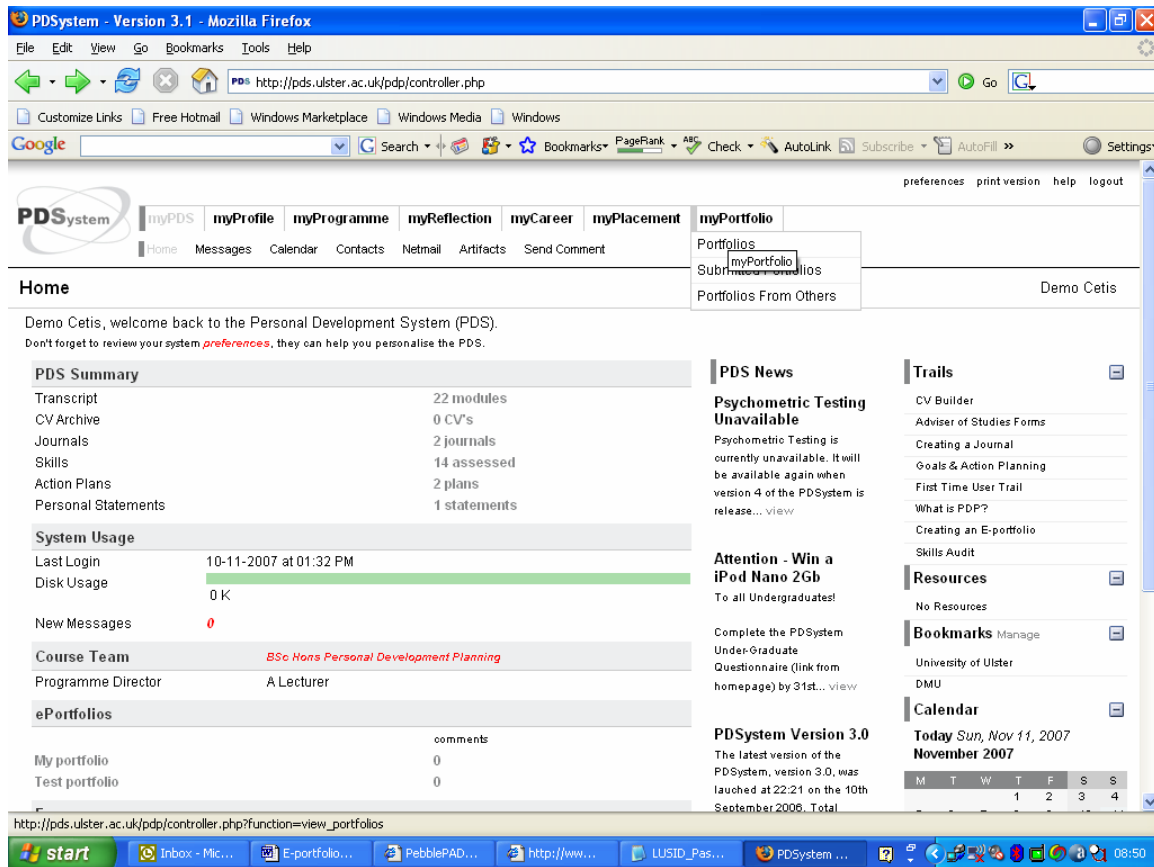 PDSystem - Version 3.1 - Mozilla Firefox
File Edit View Go Bookmarks Tools Help
PDS http://pds.ulster.ac.uk/pdp/controller.php Go G
Customize Links Free Hotmail Windows Marketplace Windows Media Windows
Google G Search Bookmarks PageRank ABC Check AutoLink Subscribe AutoFill » Settings
preferences print version help logout
PDSystem myPDS myProfile myProgramme myReflection myCareer myPlacement myPortfolio
Home Messages Calendar Contacts Netmail Artifacts Send Comment
Portfolios
myPortfolio
Submitted Portfolios
Portfolios From Others
Home Demo Cetis
Demo Cetis, welcome back to the Personal Development System (PDS).
Don't forget to review your system preferences, they can help you personalise the PDS.
PDS Summary
Transcript 22 modules
CV Archive 0 CV's
Journals 2 journals
Skills 14 assessed
Action Plans 2 plans
Personal Statements 1 statements
System Usage
Last Login 10-11-2007 at 01:32 PM
Disk Usage
0 K
New Messages 0
Course Team BSc Hons Personal Development Planning
Programme Director A Lecturer
ePortfolios
comments
My portfolio 0
Test portfolio 0
PDS News
Psychometric Testing
Unavailable
Psychometric Testing is
currently unavailable. It will
be available again when
version 4 of the PDSystem is
release... view
Attention - Win a
iPod Nano 2Gb
To all Undergraduates!
Complete the PDSystem
Under-Graduate
Questionnaire (link from
homepage) by 31st... view
PDSystem Version 3.0
The latest version of the
PDSystem, version 3.0, was
lauched at 22:21 on the 10th
September 2006. Total
Trails
CV Builder
Adviser of Studies Forms
Creating a Journal
Goals & Action Planning
First Time User Trail
What is PDP?
Creating an E-portfolio
Skills Audit
Resources
No Resources
Bookmarks Manage
University of Ulster
DMU
Calendar
Today Sun, Nov 11, 2007
November 2007
M T W T F S S
1 2 3 4
http://pds.ulster.ac.uk/pdp/controller.php?function=view_portfolios
start Inbox - Mic... E-portfolio... PebblePAD... http://ww... LUSID_Pas... PDSystem ... 08:50